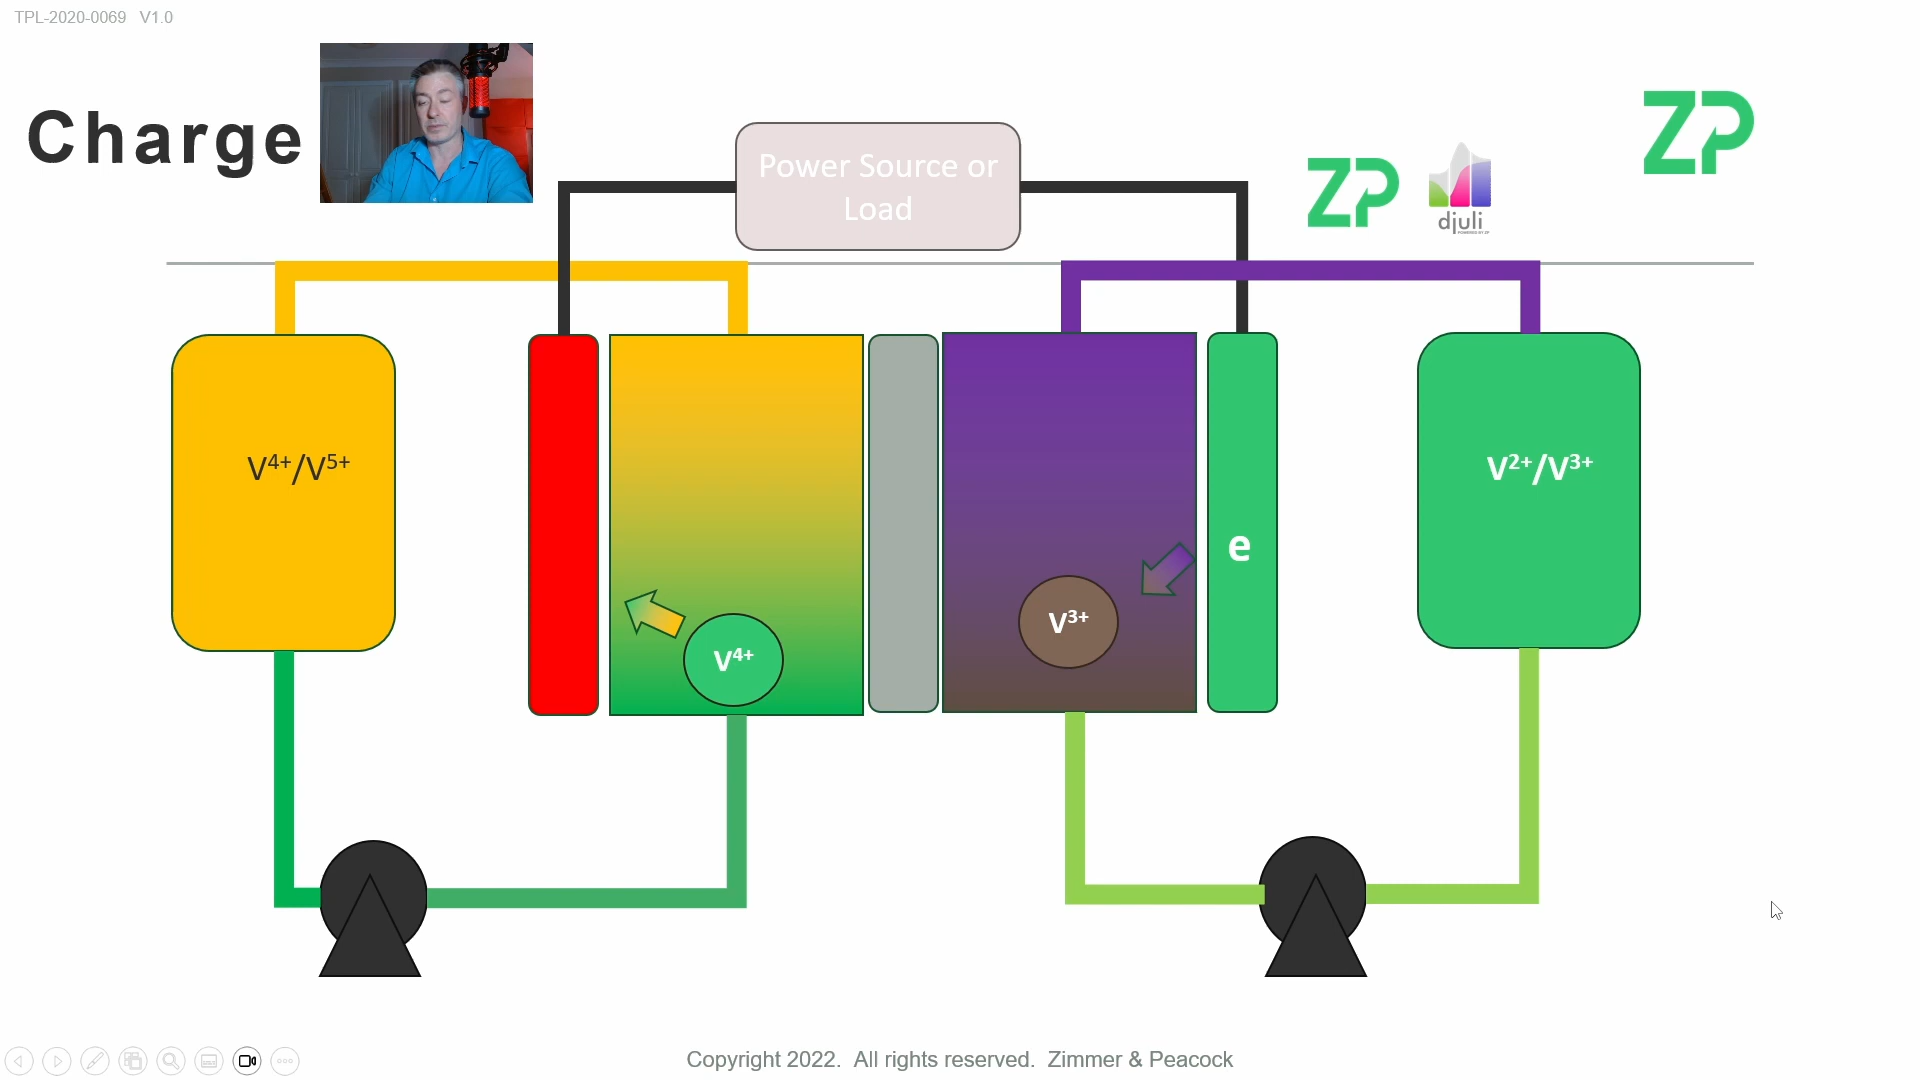 TPL-2020-0069 V1.0
Charge
Power Source or
Load
ZP
djuli
ZP
V⁴⁺/V⁵⁺
V²⁺/V³⁺
e
V³⁺
V⁴⁺
Copyright 2022. All rights reserved. Zimmer & Peacock